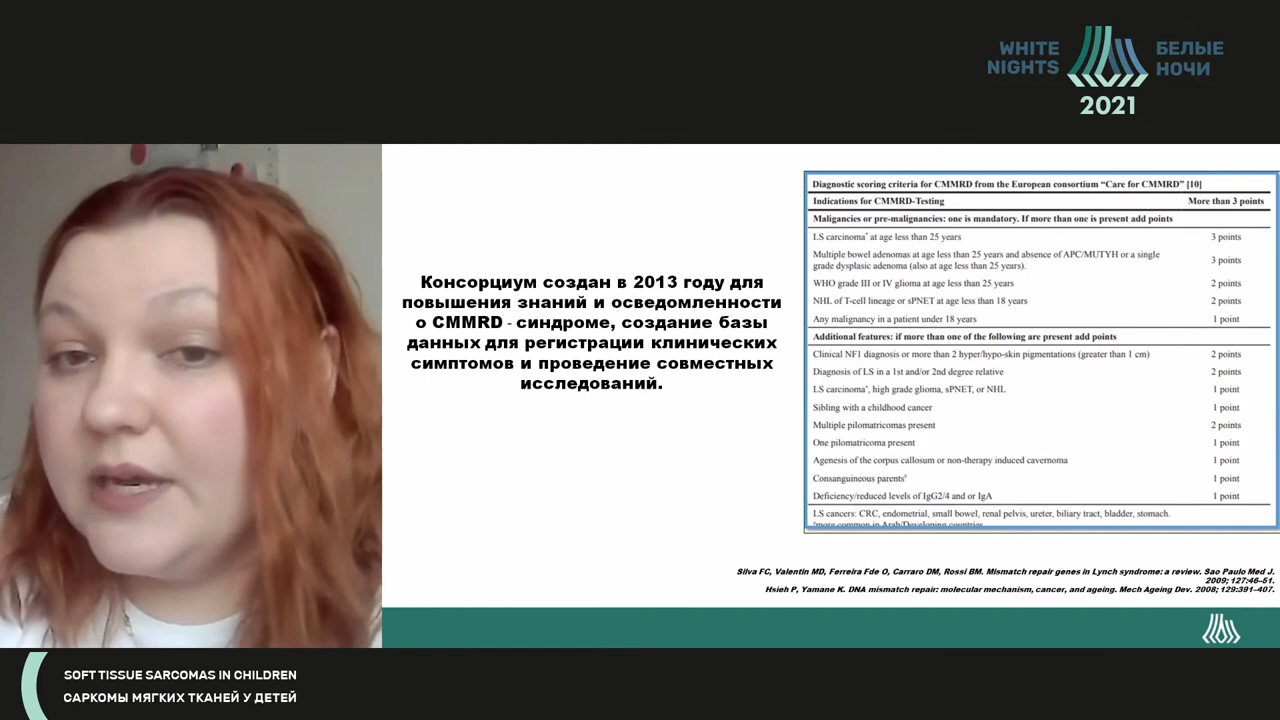 WHITE NIGHTS
БЕЛЫЕ НОЧИ
2021
Консорциум создан в 2013 году для
повышения знаний и осведомленности
о CMMRD - синдроме, создание базы
данных для регистрации клинических
симптомов и проведение совместных
исследований.
Diagnostic scoring criteria for CMMRD from the European consortium “Care for CMMRD” [10]
Indications for CMMRD-Testing More than 3 points
Maligancies or pre-malignancies: one is mandatory. If more than one is present add points
LS carcinoma* at age less than 25 years 3 points
Multiple bowel adenomas at age less than 25 years and absence of APC/MUTYH or a single
grade dysplasic adenoma (also at age less than 25 years). 3 points
WHO grade III or IV glioma at age less than 25 years 2 points
NHL of T-cell lineage or sPNET at age less than 18 years 2 points
Any malignancy in a patient under 18 years 1 point
Additional features: if more than one of the following are present add points
Clinical NF1 diagnosis or more than 2 hyper/hypo-skin pigmentations (greater than 1 cm) 2 points
Diagnosis of LS in a 1st and/or 2nd degree relative 2 points
LS carcinoma*, high grade glioma, sPNET, or NHL 1 point
Sibling with a childhood cancer 1 point
Multiple pilomatricomas present 2 points
One pilomatricoma present 1 point
Agenesis of the corpus callosum or non-therapy induced cavernoma 1 point
Consanguineous parents# 1 point
Deficiency/reduced levels of IgG2/4 and or IgA 1 point
LS cancers: CRC, endometrial, small bowel, renal pelvis, ureter, biliary tract, bladder, stomach.
#more common in Arab/Developing countries
Silva FC, Valentin MD, Ferreira Fde O, Carraro DM, Rossi BM. Mismatch repair genes in Lynch syndrome: a review. Sao Paulo Med J.
2009; 127:46–51.
Hsieh P, Yamane K. DNA mismatch repair: molecular mechanism, cancer, and ageing. Mech Ageing Dev. 2008; 129:391–407.
SOFT TISSUE SARCOMAS IN CHILDREN
САРКОМЫ МЯГКИХ ТКАНЕЙ У ДЕТЕЙ